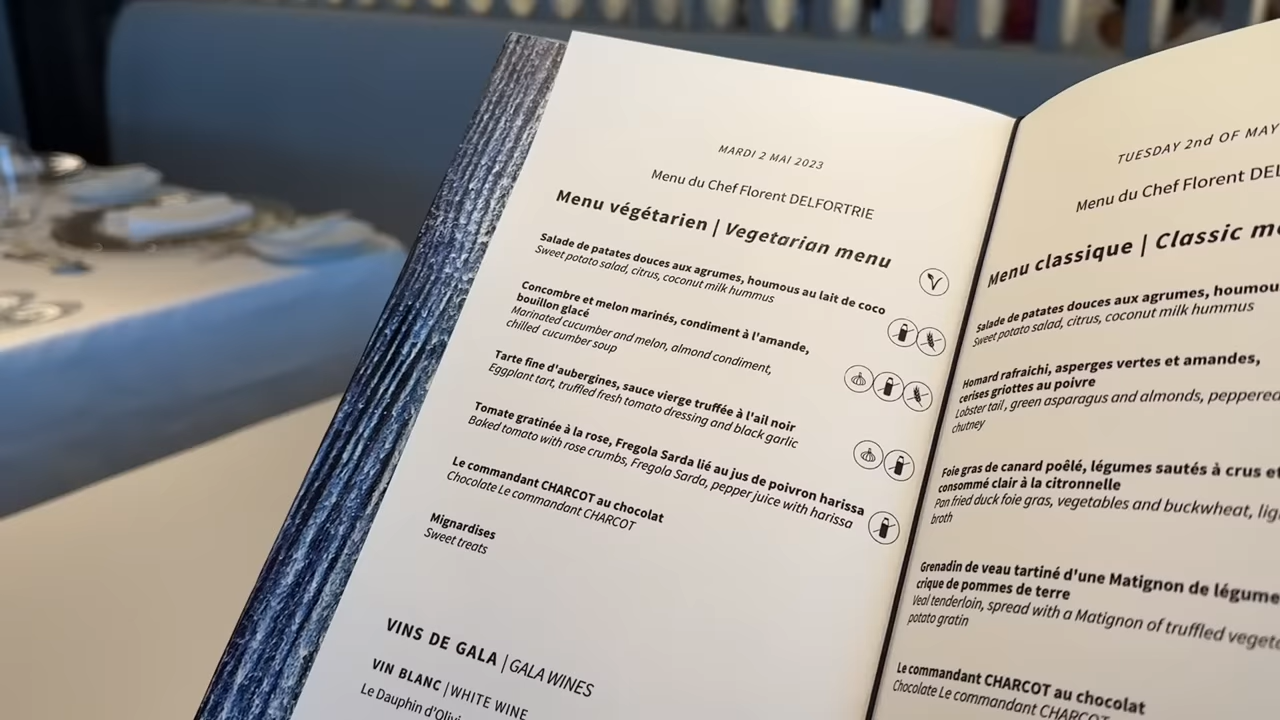 MARDI 2 MAI 2023
Menu du Chef Florent DELFORTRIE
Menu végétarien | Vegetarian menu
Salade de patates douces aux agrumes, houmous au lait de coco
Sweet potato salad, citrus, coconut milk hummus
Concombre et melon marinés, condiment à l'amande,
bouillon glacé
Marinated cucumber and melon, almond condiment,
chilled cucumber soup
Tarte fine d'aubergines, sauce vierge truffée à l'ail noir
Eggplant tart, truffled fresh tomato dressing and black garlic
Tomate gratinée à la rose, Fregola Sarda lié au jus de poivron harissa
Baked tomato with rose crumbs, Fregola Sarda, pepper juice with harissa
Le commandant CHARCOT au chocolat
Chocolate Le commandant CHARCOT
Mignardises
Sweet treats
VINS DE GALA | GALA WINES
VIN BLANC | WHITE WINE
Le Dauphin
TUESDAY 2nd OF MAY
Menu du Chef Florent
Menu classique | Classic
Salade de patates douces aux agrumes,
Sweet potato salad, citrus, coconut milk hummus
Homard rafraichi, asperges vertes et amandes,
cerises griottes au poivre
Lobster tail, green asparagus and almonds, peppered
chutney
Foie gras de canard poêlé, légumes sautés à crus et
consommé clair à la citronnelle
Pan fried duck foie gras, vegetables and buckwheat,
broth
Grenadin de veau tartiné d'une Matignon de
crique de pommes de terre
Veal tenderloin, spread with a Matignon of truffled
potato gratin
Le commandant CHARCOT au chocolat
Chocolate Le commandant CHARCOT